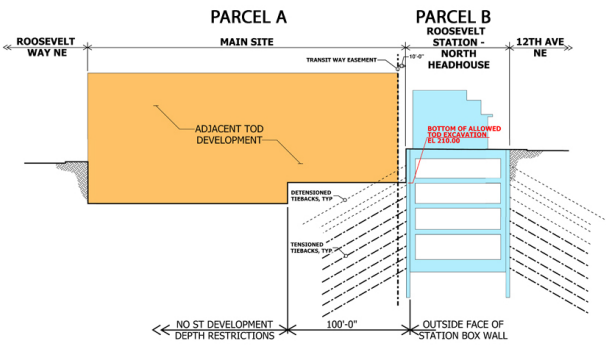 PARCEL A
PARCEL B
ROOSEVELT
WAY NE
MAIN SITE
ROOSEVELT
STATION -
NORTH
HEADHOUSE
12TH AVE
NE
TRANSIT WAY EASEMENT
10'-0"
ADJACENT TOD
DEVELOPMENT
BOTTOM OF ALLOWED
TOD EXCAVATION
EL 210.00
DETENSIONED
TIEBACKS, TYP
TENSIONED
TIEBACKS, TYP
NO ST DEVELOPMENT
DEPTH RESTRICTIONS
100'-0"
OUTSIDE FACE OF
STATION BOX WALL